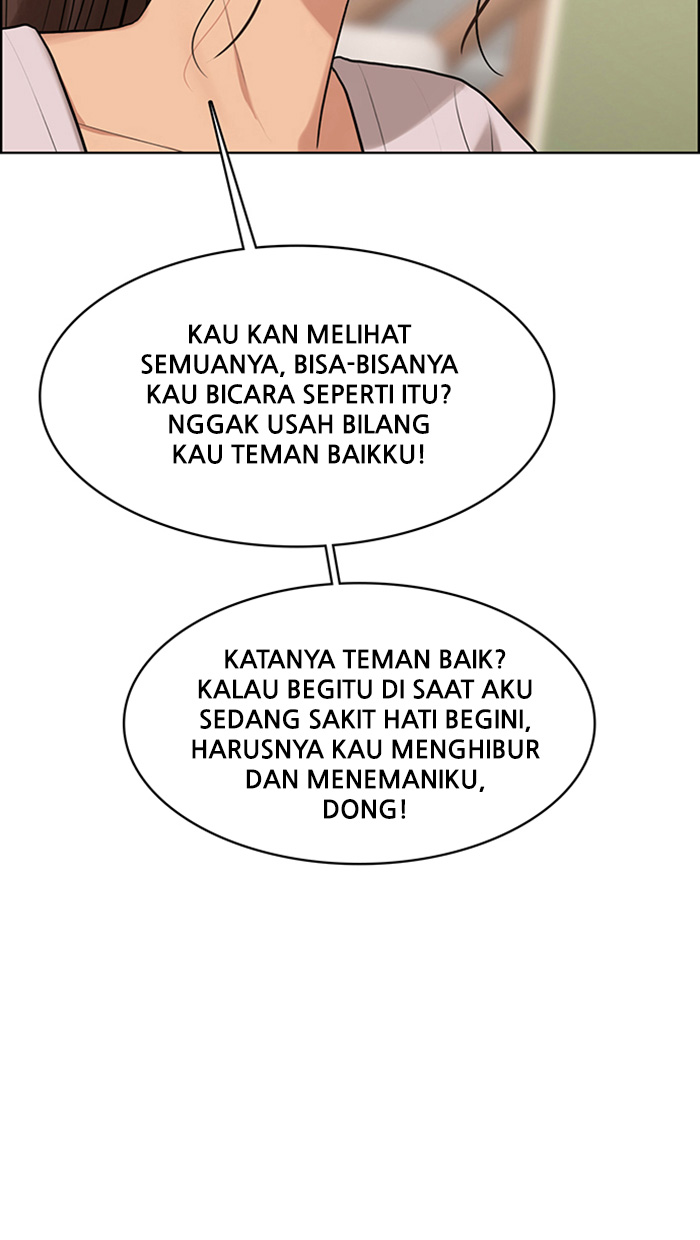 KAU KAN MELIHAT
SEMUANYA, BISA-BISANYA
KAU BICARA SEPERTI ITU?
NGGAK USAH BILANG
KAU TEMAN BAIKKU!
KATANYA TEMAN BAIK?
KALAU BEGITU DI SAAT AKU
SEDANG SAKIT HATI BEGINI,
HARUSNYA KAU MENGHIBUR
DAN MENEMANIKU,
DONG!